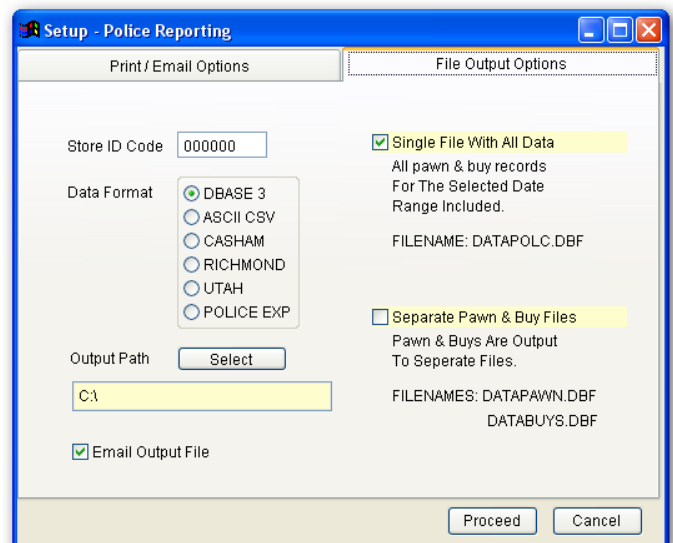 Setup - Police Reporting
Print / Email Options
File Output Options
Store ID Code
000000
Data Format
DBASE 3
ASCII CSV
CASHAM
RICHMOND
UTAH
POLICE EXP
Output Path
Select
C:\
Email Output File
Single File With All Data
All pawn & buy records
For The Selected Date
Range Included.
FILENAME: DATAPOLC.DBF
Separate Pawn & Buy Files
Pawn & Buys Are Output
To Seperate Files.
FILENAMES: DATAPAWN.DBF
DATABUYS.DBF
Proceed
Cancel